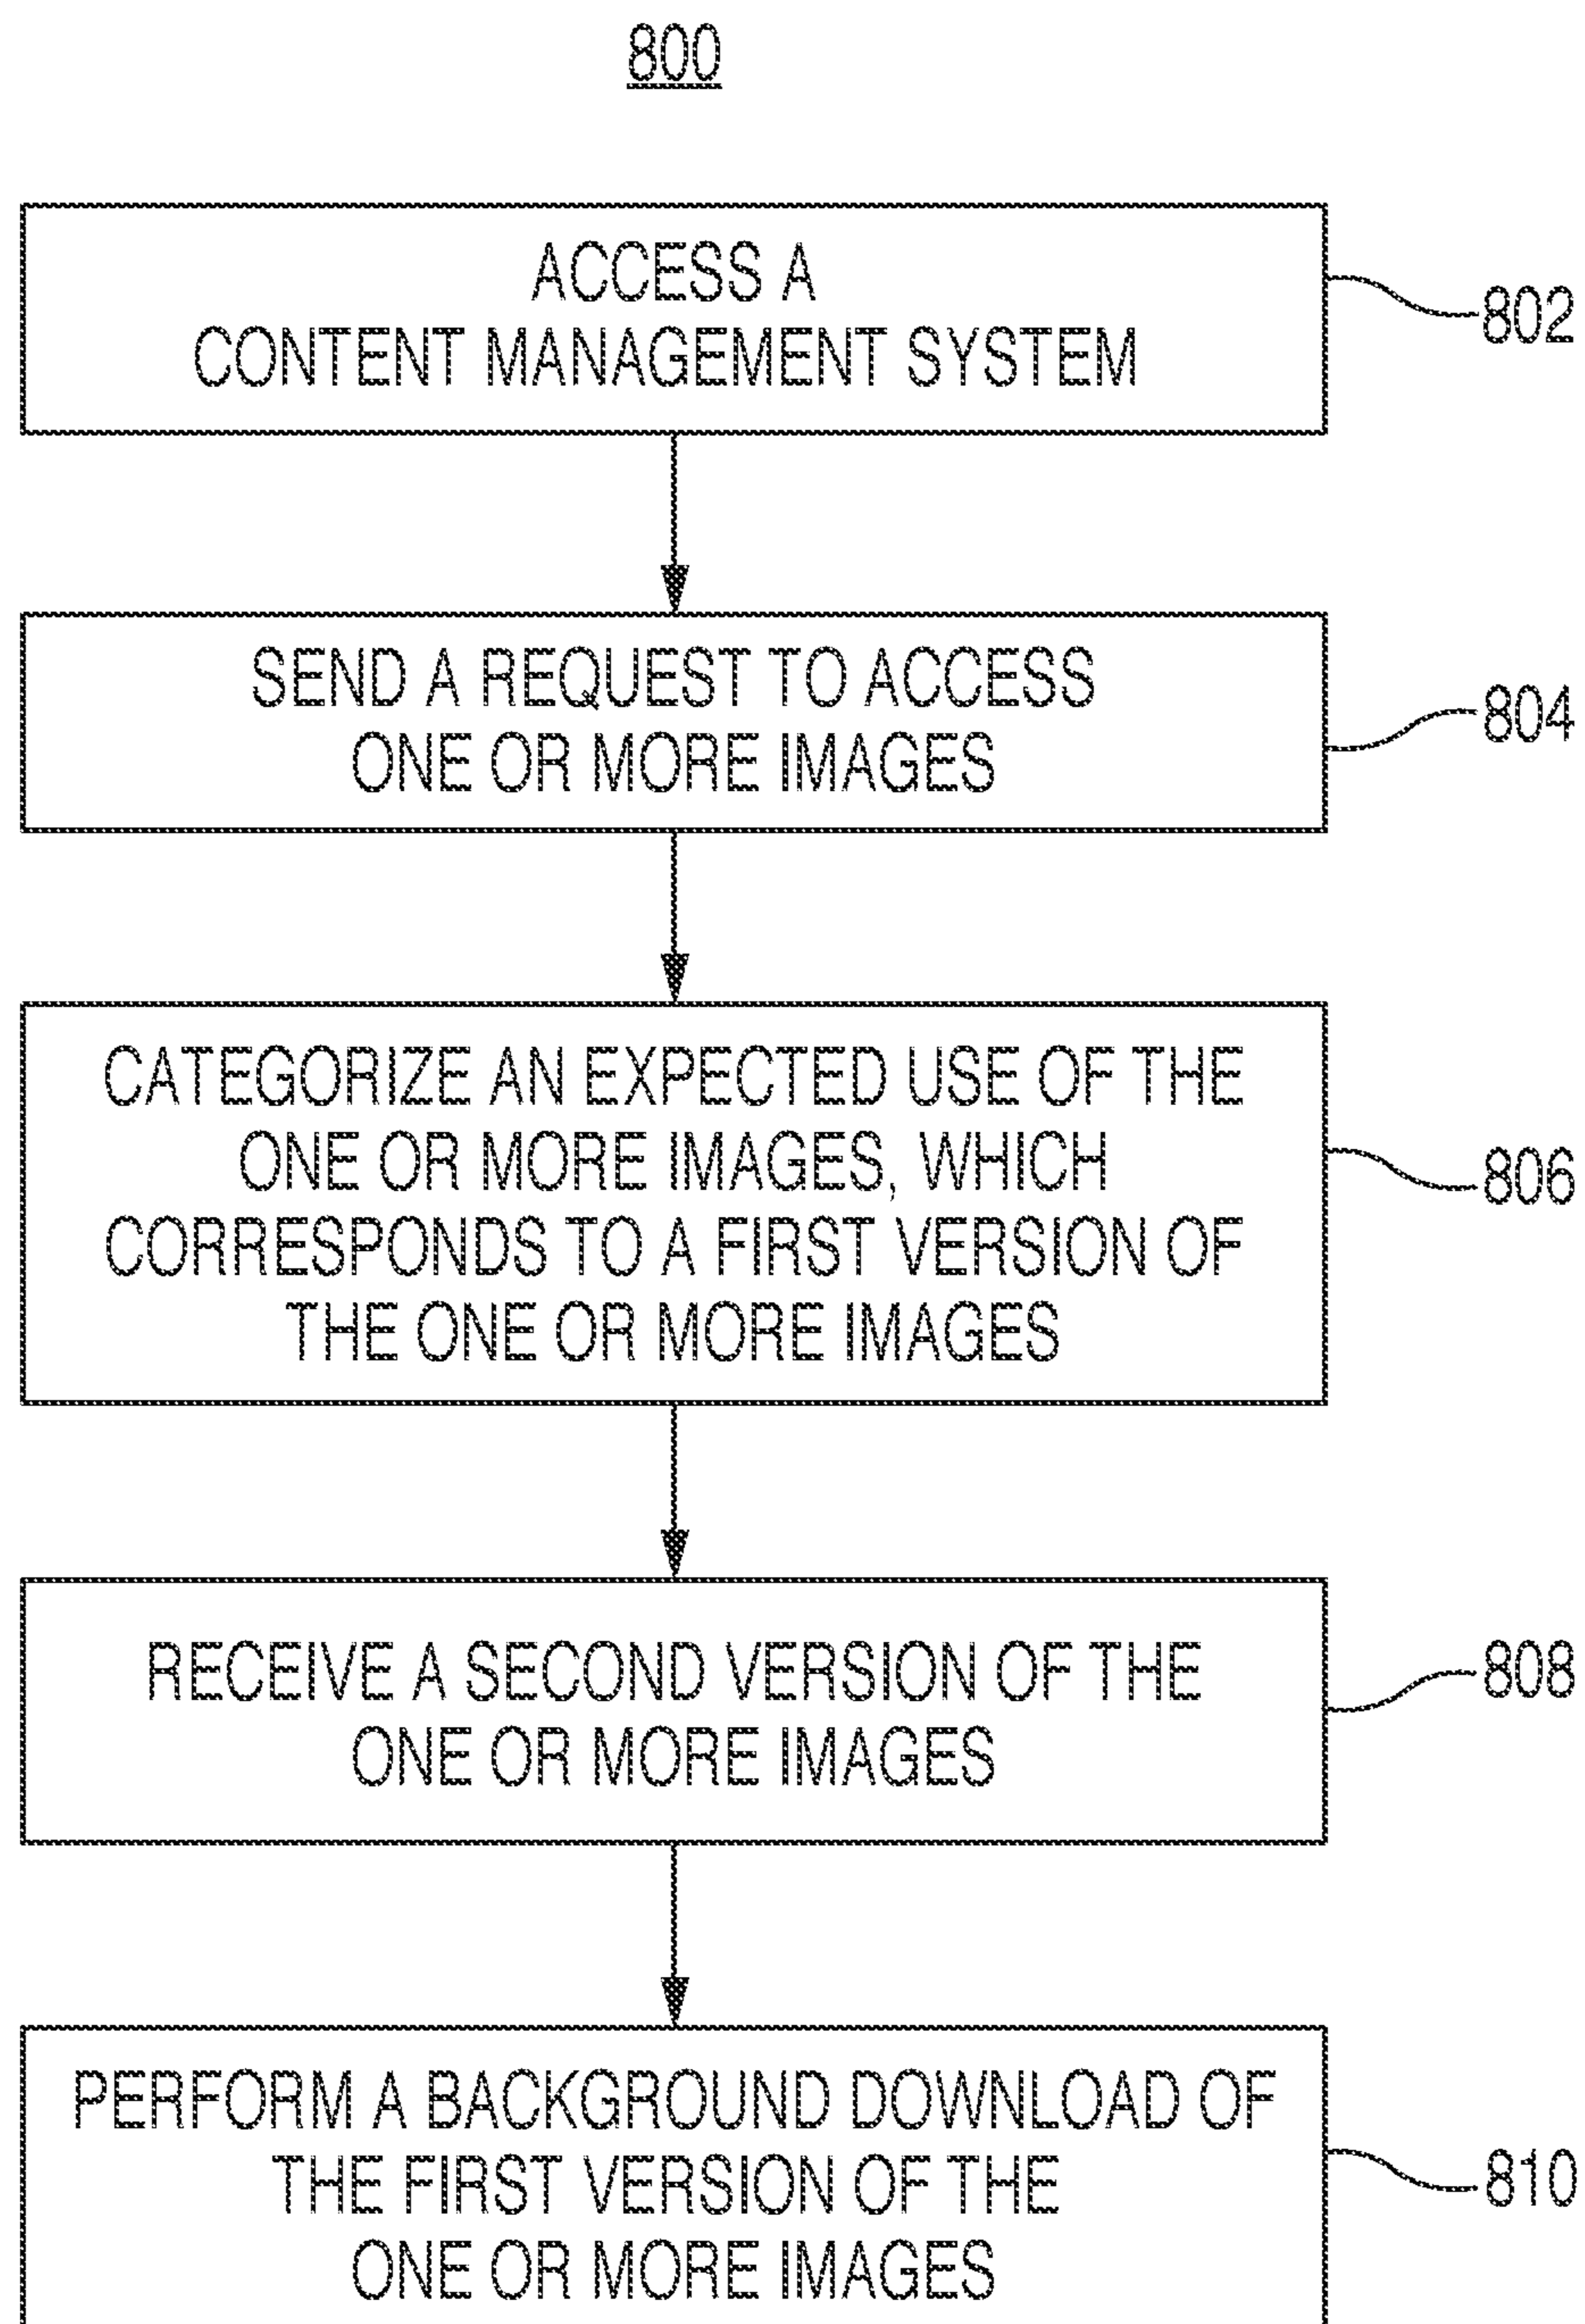 800
ACCESS A
CONTENT MANAGEMENT SYSTEM
802
SEND A REQUEST TO ACCESS
ONE OR MORE IMAGES
804
CATEGORIZE AN EXPECTED USE OF THE
ONE OR MORE IMAGES, WHICH
CORRESPONDS TO A FIRST VERSION OF
THE ONE OR MORE IMAGES
806
RECEIVE A SECOND VERSION OF THE
ONE OR MORE IMAGES
808
PERFORM A BACKGROUND DOWNLOAD OF
THE FIRST VERSION OF THE
ONE OR MORE IMAGES
810